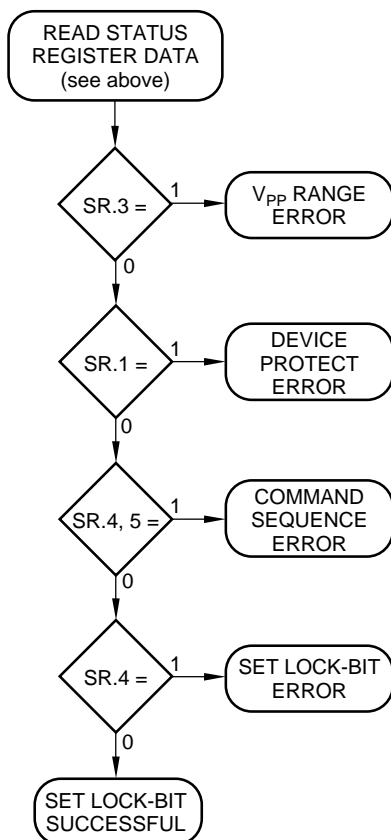 READ STATUS
REGISTER DATA
(see above)
SR.3 =
1
V_PP RANGE
ERROR
0
SR.1 =
1
DEVICE
PROTECT
ERROR
0
SR.4, 5 =
1
COMMAND
SEQUENCE
ERROR
0
SR.4 =
1
SET LOCK-BIT
ERROR
0
SET LOCK-BIT
SUCCESSFUL